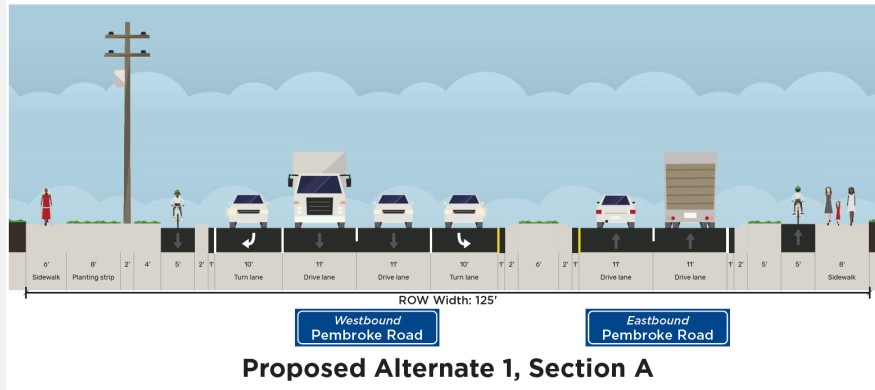 6' 8' 2' 4' 5' 2' 1' 10' 11' 11' 10' 1' 2' 6' 2' 1' 11' 11' 1' 2' 5' 5' 8'
Sidewalk Planting strip Turn lane Drive lane Drive lane Turn lane Drive lane Drive lane Sidewalk
ROW Width: 125'
Westbound
Pembroke Road
Eastbound
Pembroke Road
Proposed Alternate 1, Section A